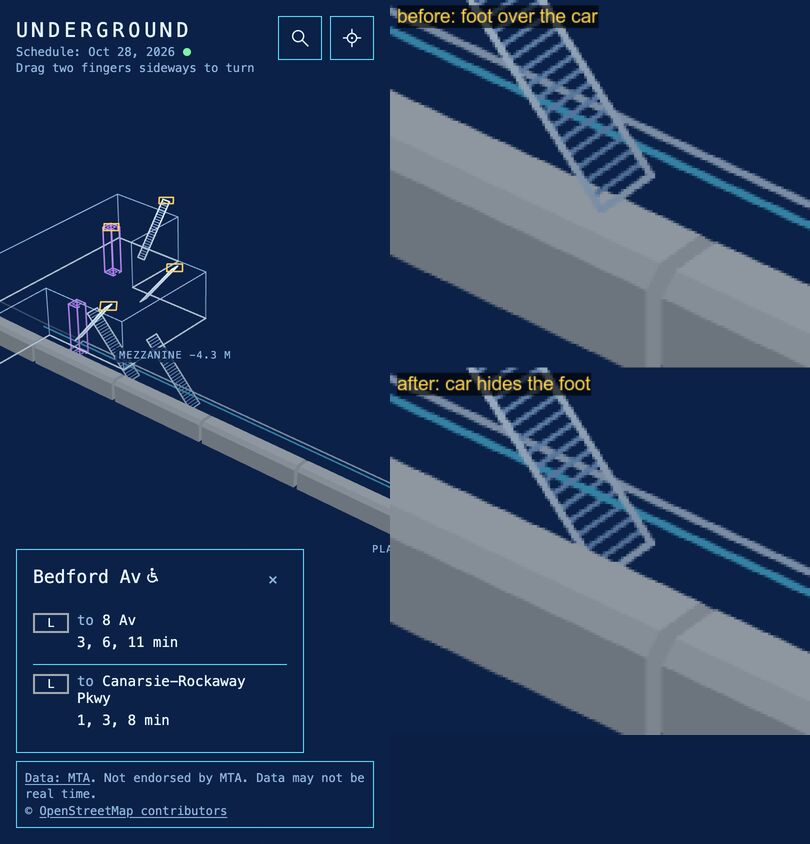 UNDERGROUND
Schedule: Oct 28, 2026
Drag two fingers sideways to turn
before: foot over the car
after: car hides the foot
MEZZANINE −4.3 M
PLA
Bedford Av
×
L to 8 Av
3, 6, 11 min
L to Canarsie–Rockaway
Pkwy
1, 3, 8 min
Data: MTA. Not endorsed by MTA. Data may not be
real time.
© OpenStreetMap contributors